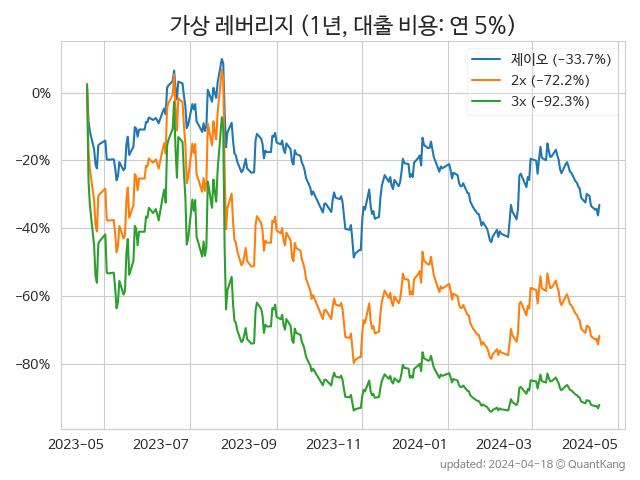 가상 레버리지 (1년, 대출 비용: 연 5%)
제이오 (−33.7%)
2x (−72.2%)
3x (−92.3%)
0%
−20%
−40%
−60%
−80%
2023-05 2023-07 2023-09 2023-11 2024-01 2024-03 2024-05
updated: 2024-04-18 © QuantKang